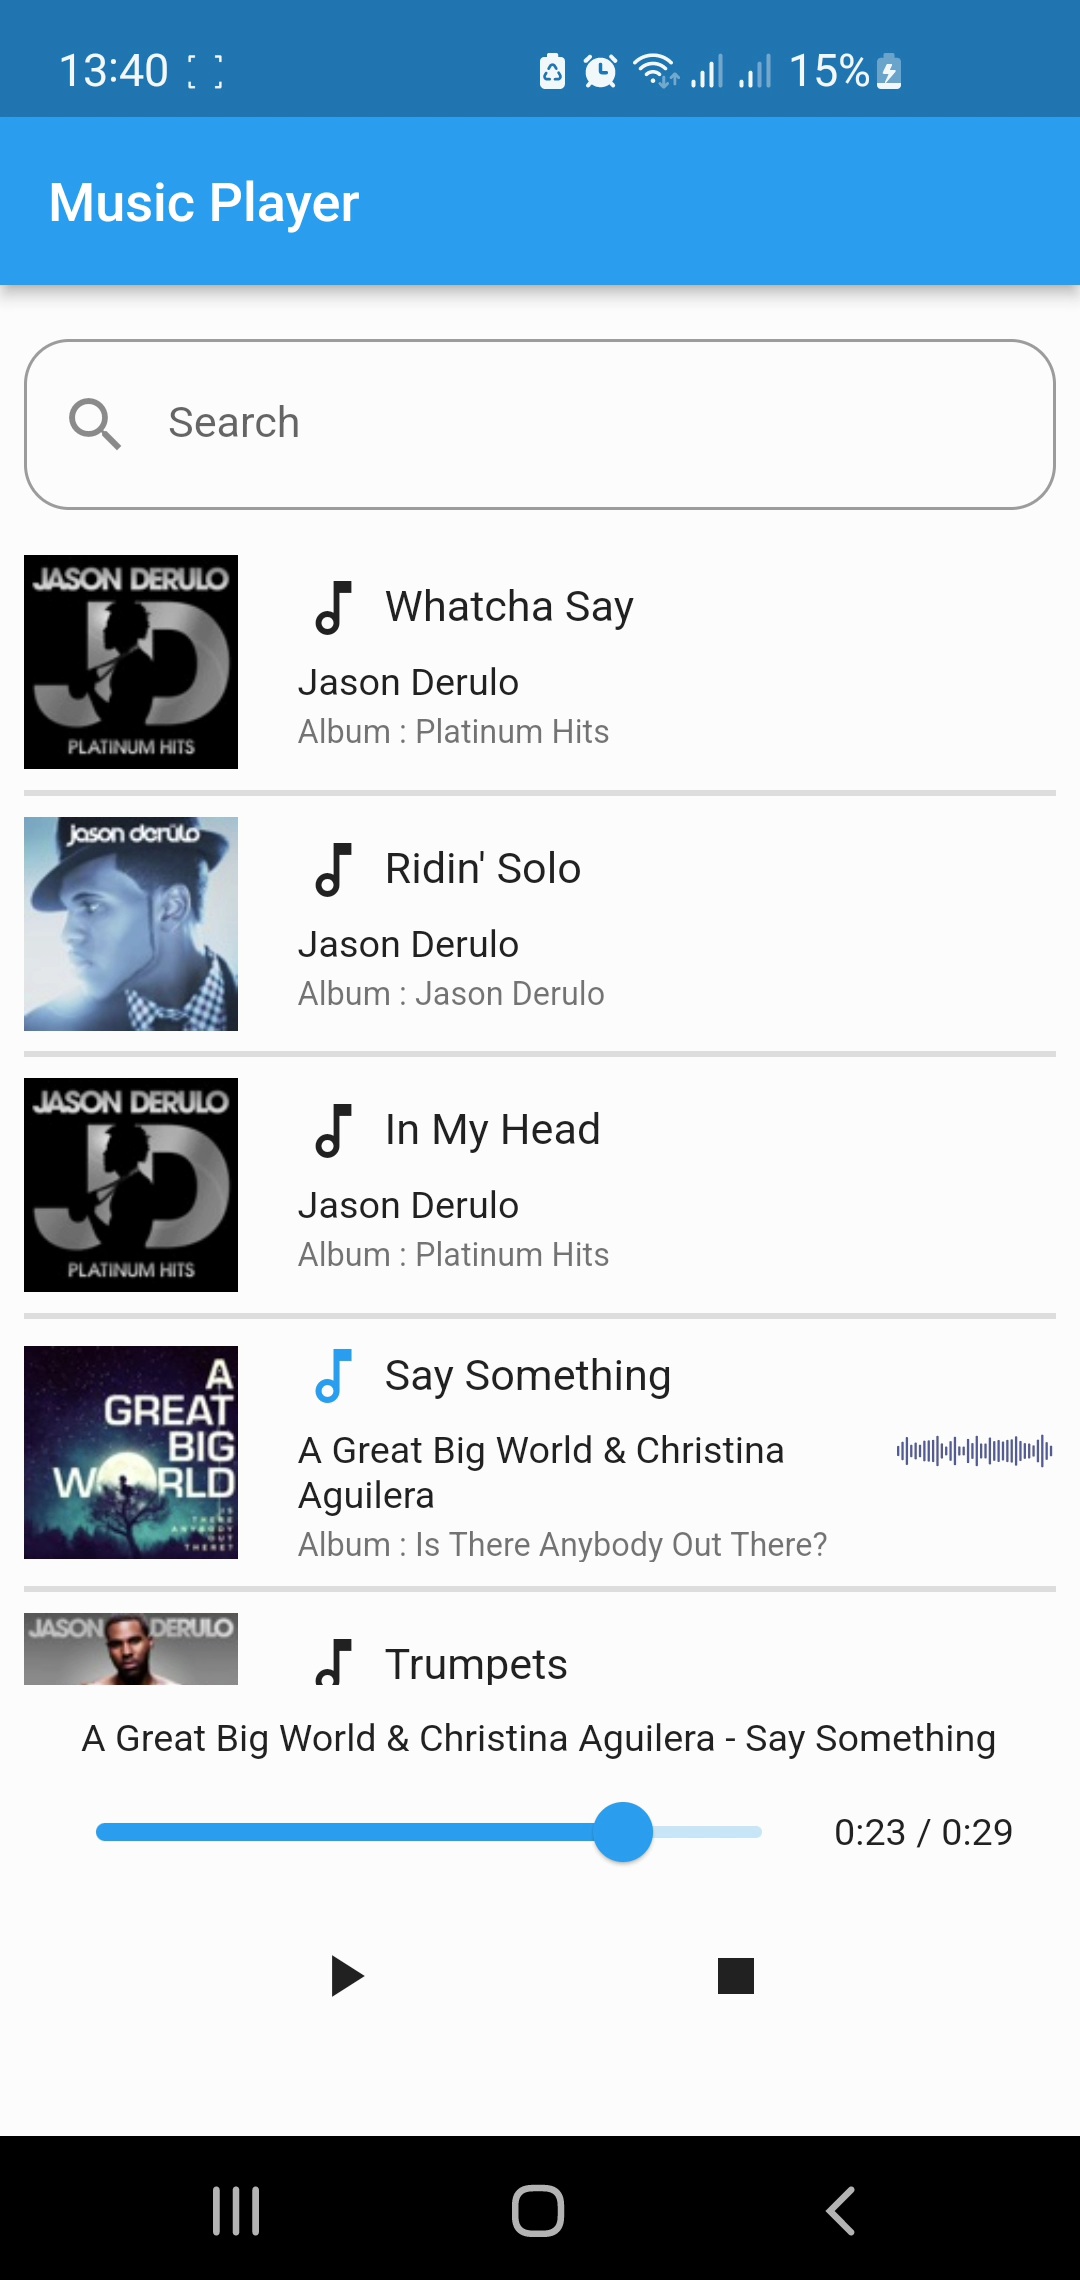 13:40
15%
Music Player
Search
JASON DERULO
JD
PLATINUM HITS
Whatcha Say
Jason Derulo
Album : Platinum Hits
jason derülo
Ridin' Solo
Jason Derulo
Album : Jason Derulo
JASON DERULO
JD
PLATINUM HITS
In My Head
Jason Derulo
Album : Platinum Hits
A
GREAT
BIG
WORLD
IS
THERE
ANYBODY
OUT
THERE?
Say Something
A Great Big World & Christina
Aguilera
Album : Is There Anybody Out There?
JASON DERULO
Trumpets
A Great Big World & Christina Aguilera - Say Something
0:23 / 0:29